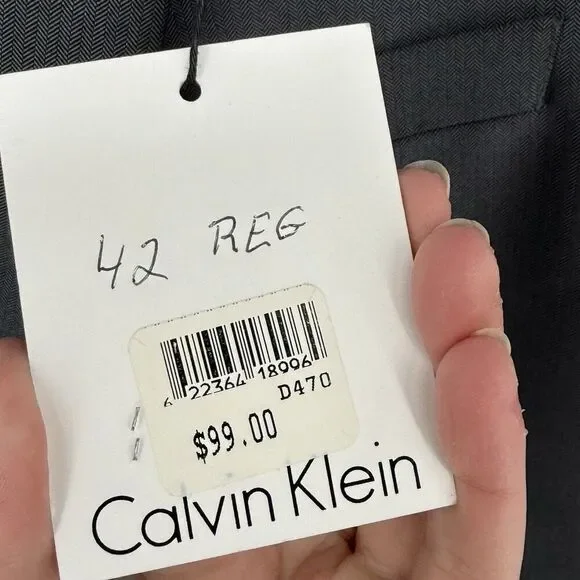 42 REG
6 22364 18996
D470
$99.00
Calvin Klein